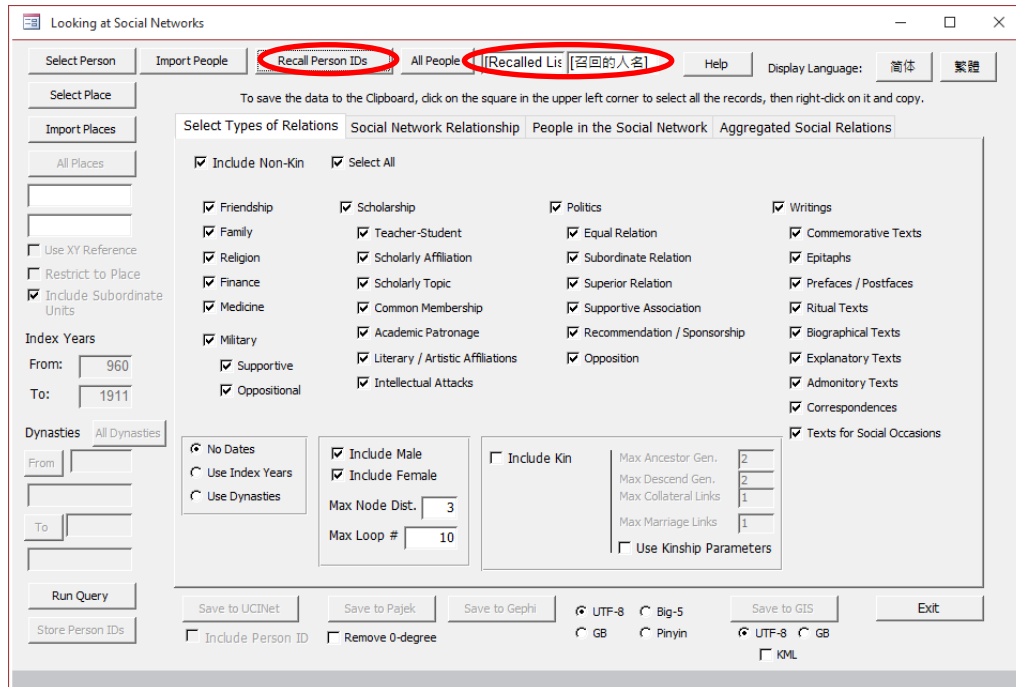 Looking at Social Networks
Select Person Import People Recall Person IDs All People [Recalled Lis [召回的人名] Help Display Language: 简体 繁體
Select Place
To save the data to the Clipboard, click on the square in the upper left corner to select all the records, then right-click on it and copy.
Import Places
Select Types of Relations Social Network Relationship People in the Social Network Aggregated Social Relations
All Places
Include Non-Kin Select All
Friendship Scholarship Politics Writings
Family Teacher-Student Equal Relation Commemorative Texts
Use XY Reference
Religion Scholarly Affiliation Subordinate Relation Epitaphs
Restrict to Place
Finance Scholarly Topic Superior Relation Prefaces / Postfaces
Include Subordinate
Units
Medicine Common Membership Supportive Association Ritual Texts
Index Years
Military Academic Patronage Recommendation / Sponsorship Biographical Texts
From: 960
Supportive Literary / Artistic Affiliations Opposition Explanatory Texts
To: 1911
Oppositional Intellectual Attacks Admonitory Texts
Correspondences
Dynasties All Dynasties
Texts for Social Occasions
From
To
No Dates
Use Index Years
Use Dynasties
Include Male
Include Female
Max Node Dist. 3
Max Loop # 10
Include Kin
Max Ancestor Gen. 2
Max Descend Gen. 2
Max Collateral Links 1
Max Marriage Links 1
Use Kinship Parameters
Run Query
Store Person IDs
Save to UCINet Save to Pajek Save to Gephi UTF-8 Big-5 Save to GIS Exit
Include Person ID Remove 0-degree GB Pinyin UTF-8 GB
KML